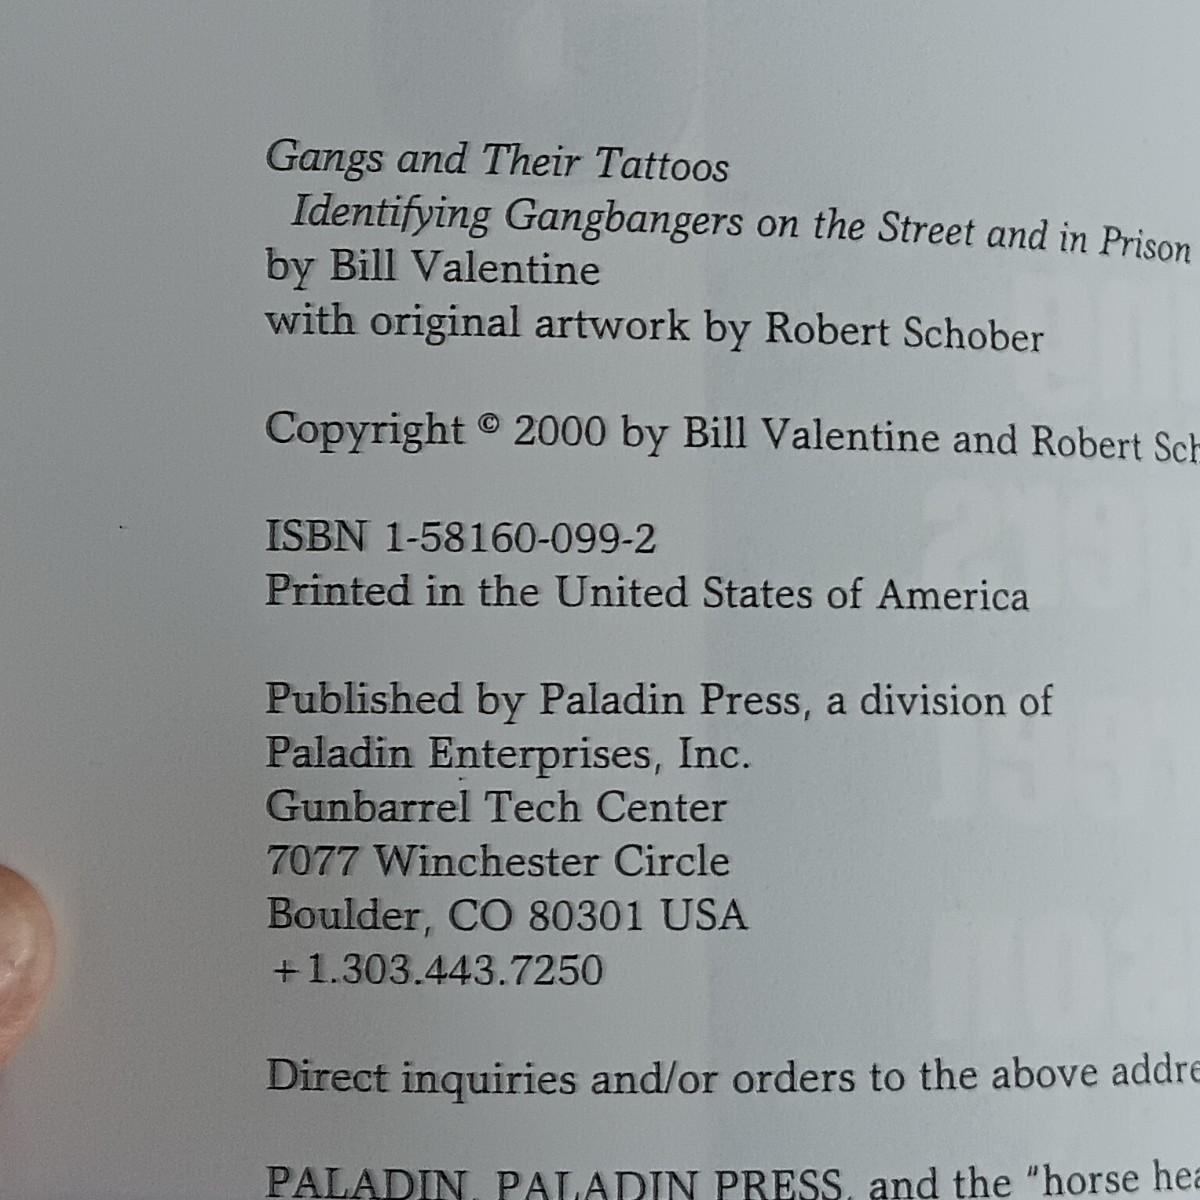 Gangs and Their Tattoos
Identifying Gangbangers on the Street and in Prison
by Bill Valentine
with original artwork by Robert Schober
Copyright © 2000 by Bill Valentine and Robert Sch
ISBN 1-58160-099-2
Printed in the United States of America
Published by Paladin Press, a division of
Paladin Enterprises, Inc.
Gunbarrel Tech Center
7077 Winchester Circle
Boulder, CO 80301 USA
+1.303.443.7250
Direct inquiries and/or orders to the above addre
PALADIN, PALADIN PRESS, and the "horse hea